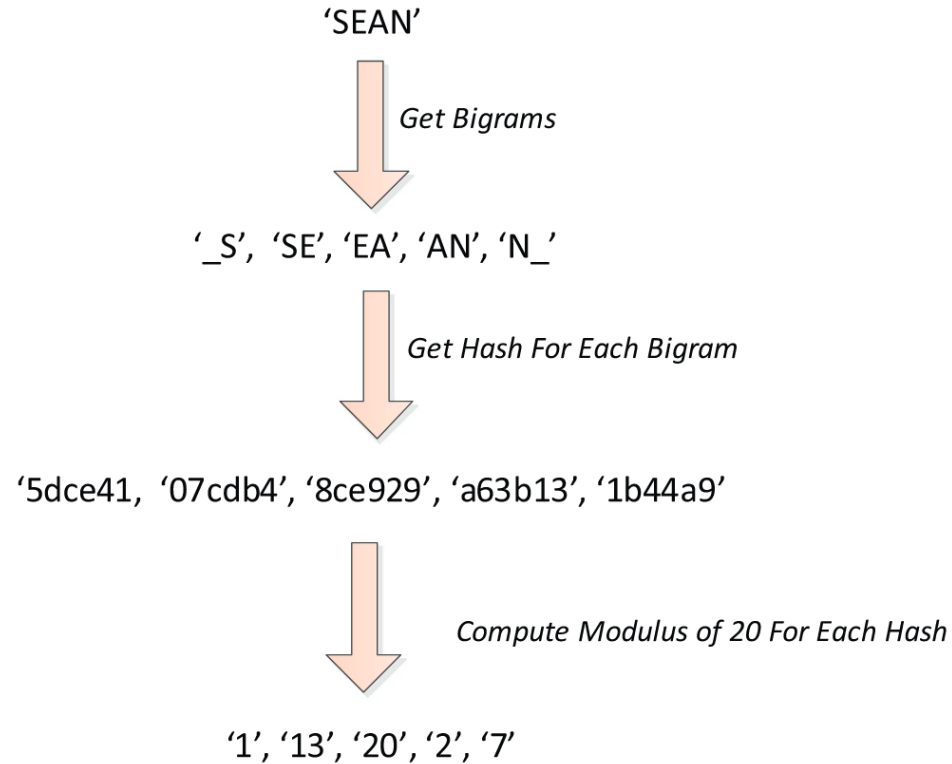 ‘SEAN’
Get Bigrams
‘_S’, ‘SE’, ‘EA’, ‘AN’, ‘N_’
Get Hash For Each Bigram
‘5dce41, ‘07cdb4’, ‘8ce929’, ‘a63b13’, ‘1b44a9’
Compute Modulus of 20 For Each Hash
‘1’, ‘13’, ‘20’, ‘2’, ‘7’